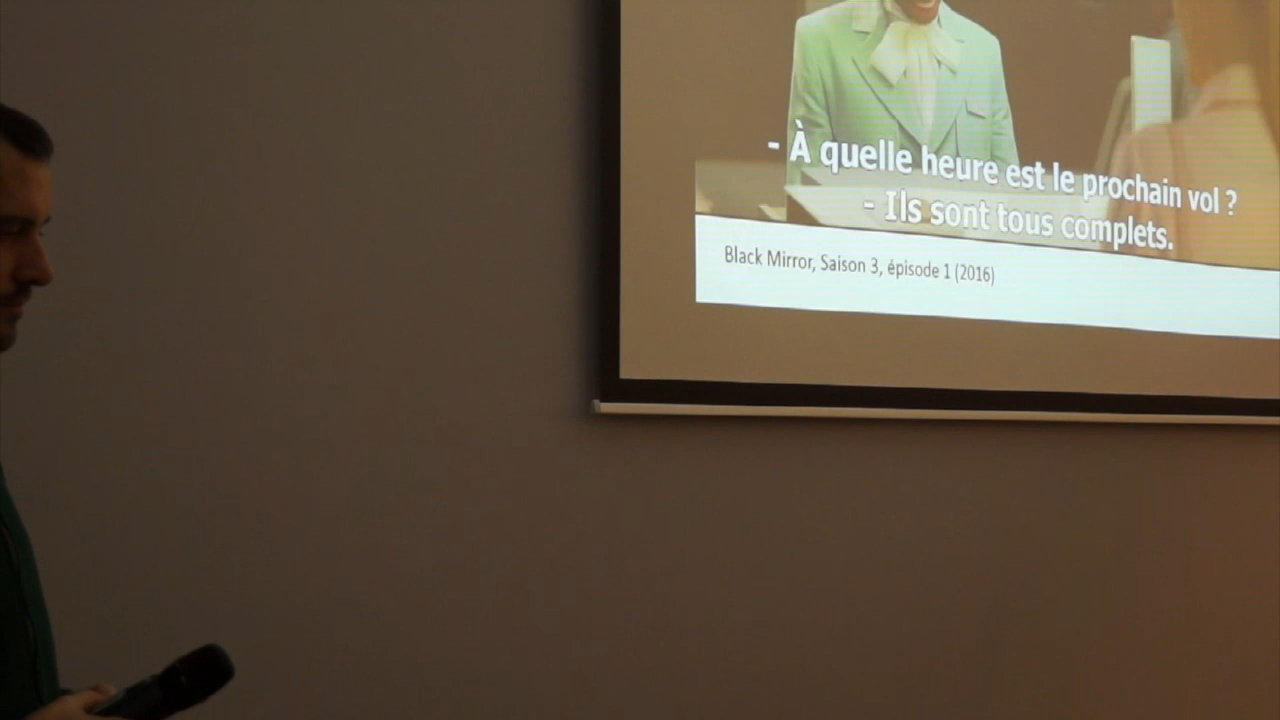 - À quelle heure est le prochain vol ?
- Ils sont tous complets.
Black Mirror, Saison 3, épisode 1 (2016)